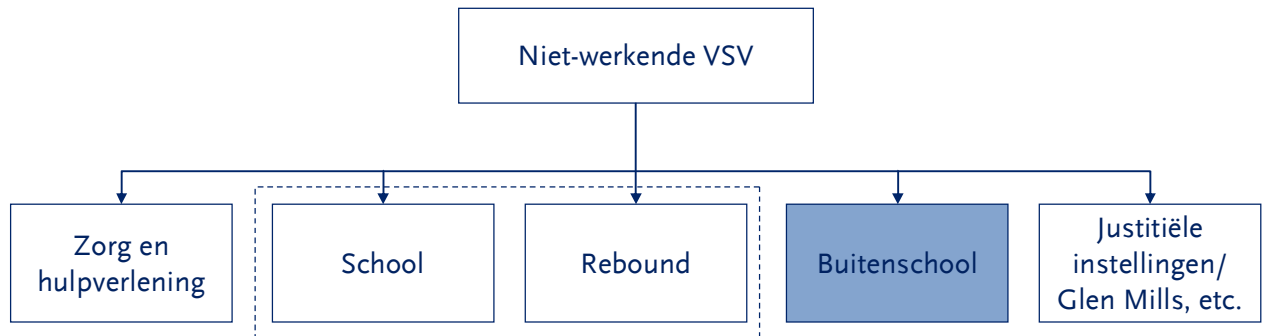 Niet-werkende VSV
Zorg en
hulpverlening
School
Rebound
Buitenschool
Justitiële
instellingen/
Glen Mills, etc.